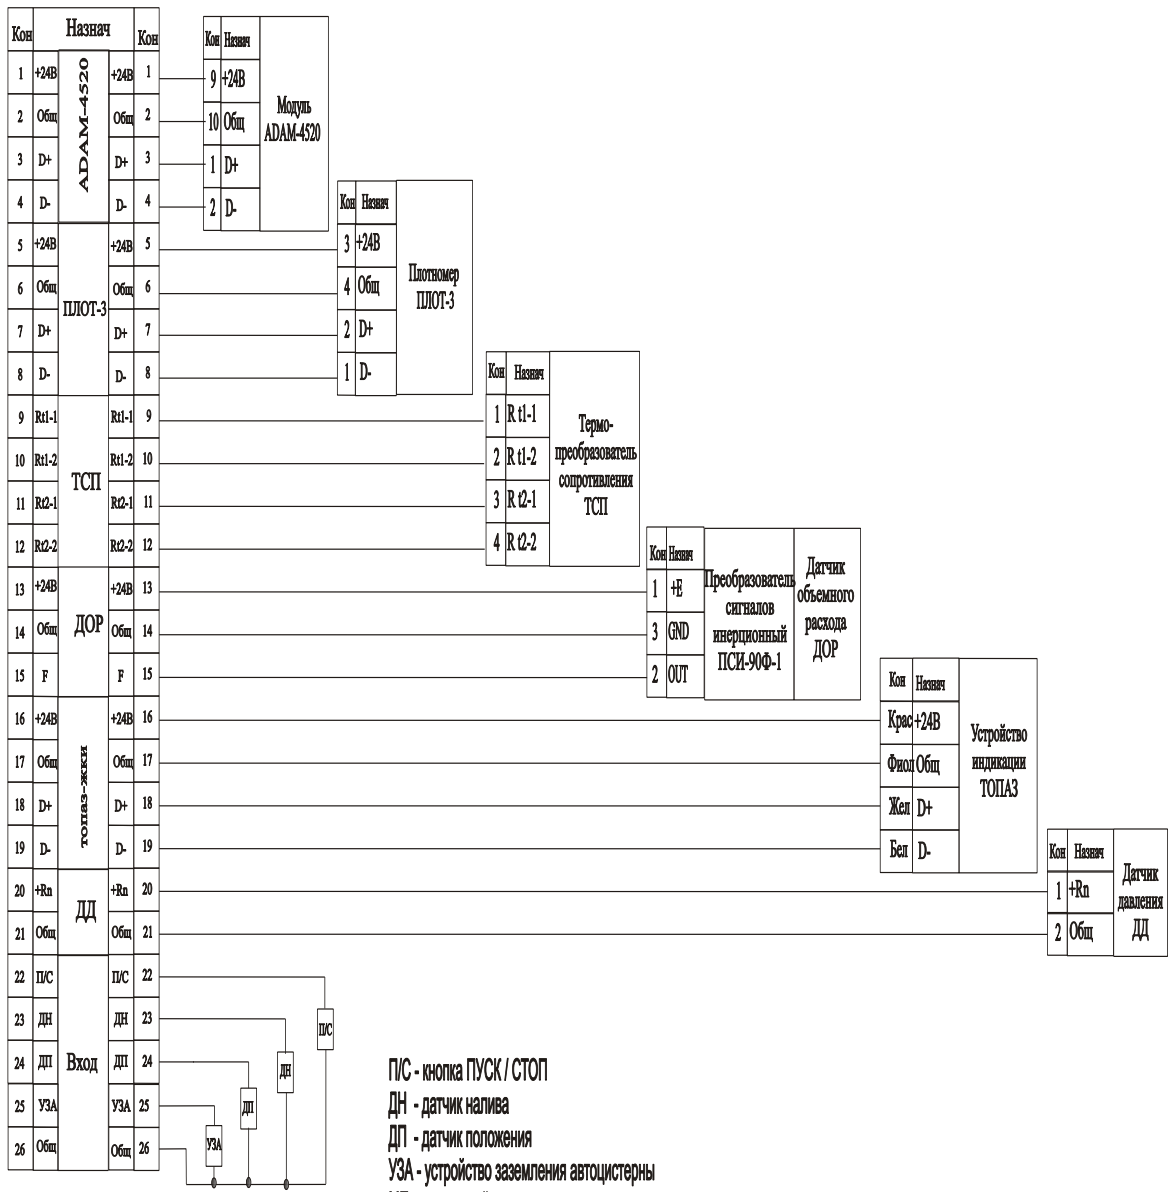 Кон Назнач Кон
1 +24В ADAM-4520 +24В 1
2 Общ Общ 2
3 D+ D+ 3
4 D- D- 4
5 +24В ПЛОТ-3 +24В 5
6 Общ Общ 6
7 D+ D+ 7
8 D- D- 8
9 Rt1-1 ТСП Rt1-1 9
10 Rt1-2 Rt1-2 10
11 Rt2-1 Rt2-1 11
12 Rt2-2 Rt2-2 12
13 +24В ДОР +24В 13
14 Общ Общ 14
15 F F 15
16 +24В топаз-жки +24В 16
17 Общ Общ 17
18 D+ D+ 18
19 D- D- 19
20 +Rn ДД +Rn 20
21 Общ Общ 21
22 П/С Вход П/С 22
23 ДН ДН 23
24 ДП ДП 24
25 УЗА УЗА 25
26 Общ Общ 26
Кон Назнач
9 +24В
10 Общ
1 D+
2 D-
Модуль
ADAM-4520
Кон Назнач
3 +24В
4 Общ
2 D+
1 D-
Плотномер
ПЛОТ-3
Кон Назнач
1 R t1-1
2 R t1-2
3 R t2-1
4 R t2-2
Термо-
преобразователь
сопротивления
ТСП
Кон Назнач
1 +E
3 GND
2 OUT
Преобразователь
сигналов
инерционный
ПСИ-90Ф-1
Датчик
объемного
расхода
ДОР
Кон Назнач
Крас +24В
Фиол Общ
Жел D+
Бел D-
Устройство
индикации
ТОПАЗ
Кон Назнач
1 +Rn
2 Общ
Датчик
давления
ДД
П/С
ДН
ДП
УЗА
П/С - кнопка ПУСК / СТОП
ДН - датчик налива
ДП - датчик положения
УЗА - устройство заземления автоцистерны